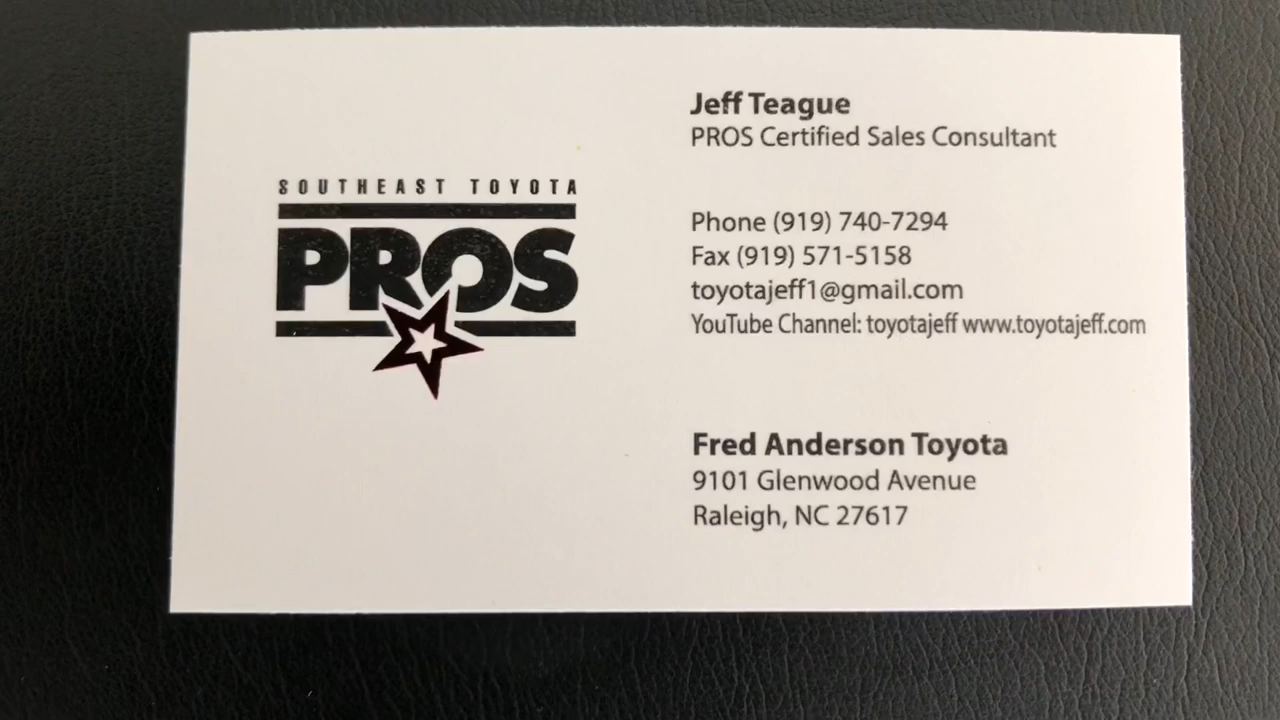 SOUTHEAST TOYOTA
PROS
Jeff Teague
PROS Certified Sales Consultant
Phone (919) 740-7294
Fax (919) 571-5158
toyotajeff1@gmail.com
YouTube Channel: toyotajeff www.toyotajeff.com
Fred Anderson Toyota
9101 Glenwood Avenue
Raleigh, NC 27617